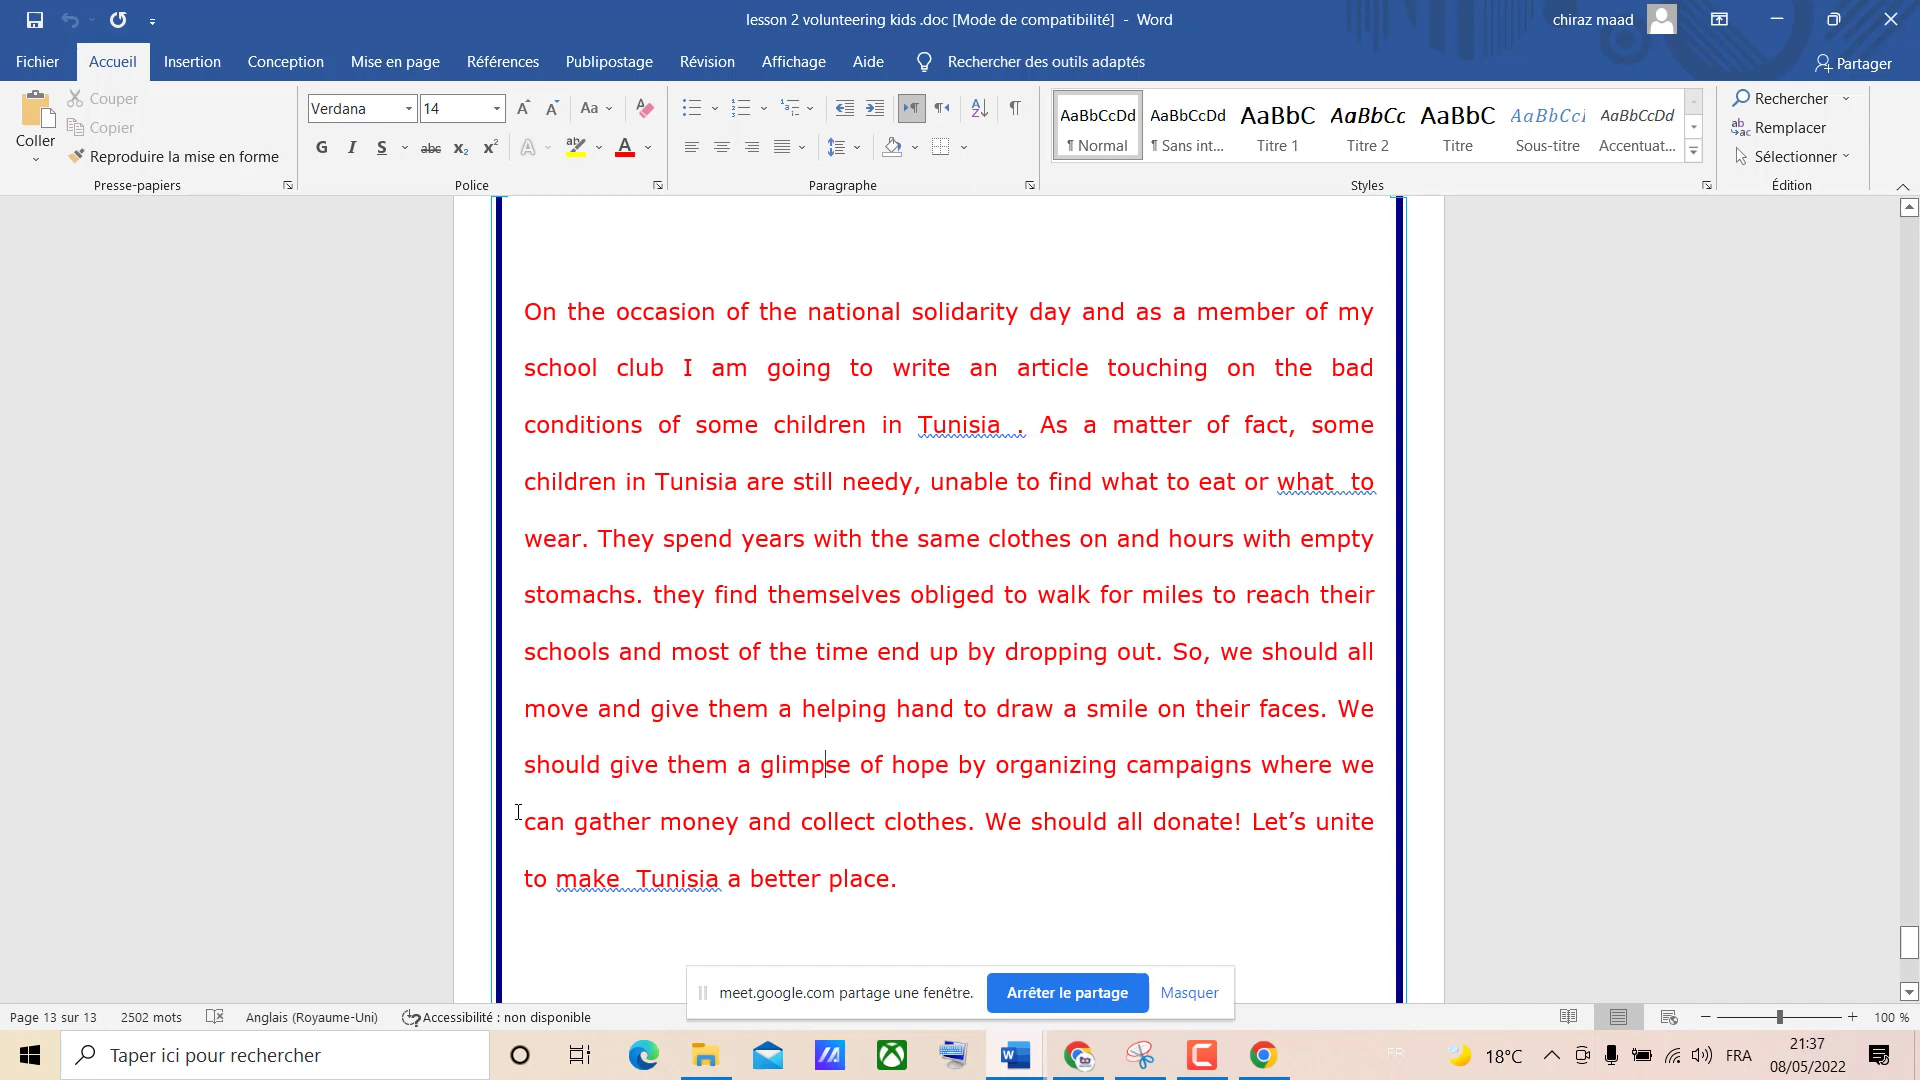 lesson 2 volunteering kids .doc [Mode de compatibilité] - Word
chiraz maad
Fichier Accueil Insertion Conception Mise en page Références Publipostage Révision Affichage Aide Rechercher des outils adaptés Partager
Coller
Couper
Copier
Reproduire la mise en forme
Presse-papiers
Verdana 14
Police
Paragraphe
AaBbCcDd AaBbCcDd AaBbC AaBbCc AaBbC AaBbCcI AaBbCcDd
¶ Normal ¶ Sans int... Titre 1 Titre 2 Titre Sous-titre Accentuat...
Styles
Rechercher
Remplacer
Sélectionner
Édition
On the occasion of the national solidarity day and as a member of my
school club I am going to write an article touching on the bad
conditions of some children in Tunisia . As a matter of fact, some
children in Tunisia are still needy, unable to find what to eat or what  to
wear. They spend years with the same clothes on and hours with empty
stomachs. they find themselves obliged to walk for miles to reach their
schools and most of the time end up by dropping out. So, we should all
move and give them a helping hand to draw a smile on their faces. We
should give them a glimpse of hope by organizing campaigns where we
can gather money and collect clothes. We should all donate! Let’s unite
to make  Tunisia a better place.
meet.google.com partage une fenêtre. Arrêter le partage Masquer
Page 13 sur 13 2502 mots Anglais (Royaume-Uni) Accessibilité : non disponible 100 %
Taper ici pour rechercher
18°C FRA
21:37
08/05/2022